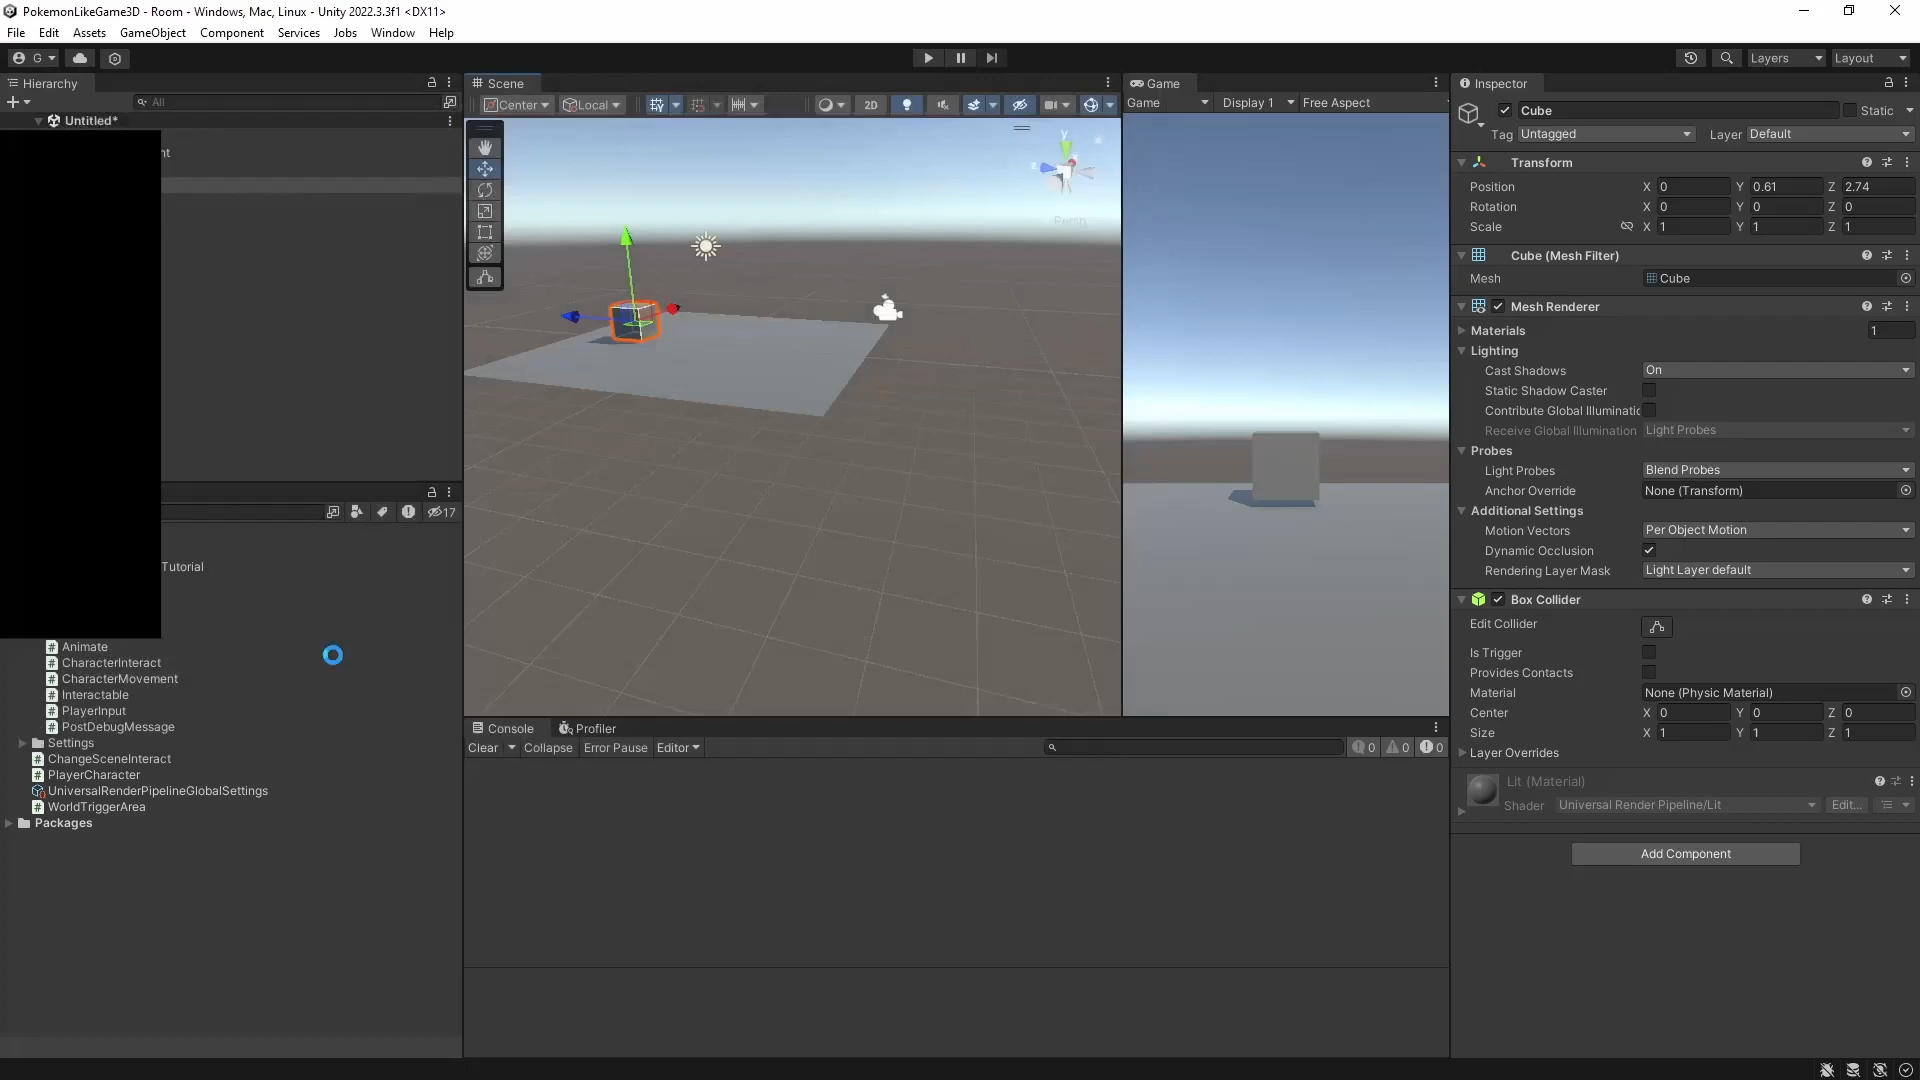 PokemonLikeGame3D - Room - Windows, Mac, Linux - Unity 2022.3.3f1 <DX11>
File Edit Assets GameObject Component Services Jobs Window Help
G Layers Layout
Hierarchy
All
Untitled*
nt
Tutorial
17
Animate
CharacterInteract
CharacterMovement
Interactable
PlayerInput
PostDebugMessage
Settings
ChangeSceneInteract
PlayerCharacter
UniversalRenderPipelineGlobalSettings
WorldTriggerArea
Packages
Scene
Center Local 2D
y
z
Persp
Game
Game Display 1 Free Aspect
Console Profiler
Clear Collapse Error Pause Editor 0 0 0
Inspector
Cube Static
Tag Untagged Layer Default
Transform
Position X 0 Y 0.61 Z 2.74
Rotation X 0 Y 0 Z 0
Scale X 1 Y 1 Z 1
Cube (Mesh Filter)
Mesh Cube
Mesh Renderer
Materials 1
Lighting
Cast Shadows On
Static Shadow Caster
Contribute Global Illuminatic
Receive Global Illumination Light Probes
Probes
Light Probes Blend Probes
Anchor Override None (Transform)
Additional Settings
Motion Vectors Per Object Motion
Dynamic Occlusion
Rendering Layer Mask Light Layer default
Box Collider
Edit Collider
Is Trigger
Provides Contacts
Material None (Physic Material)
Center X 0 Y 0 Z 0
Size X 1 Y 1 Z 1
Layer Overrides
Lit (Material)
Shader Universal Render Pipeline/Lit Edit...
Add Component